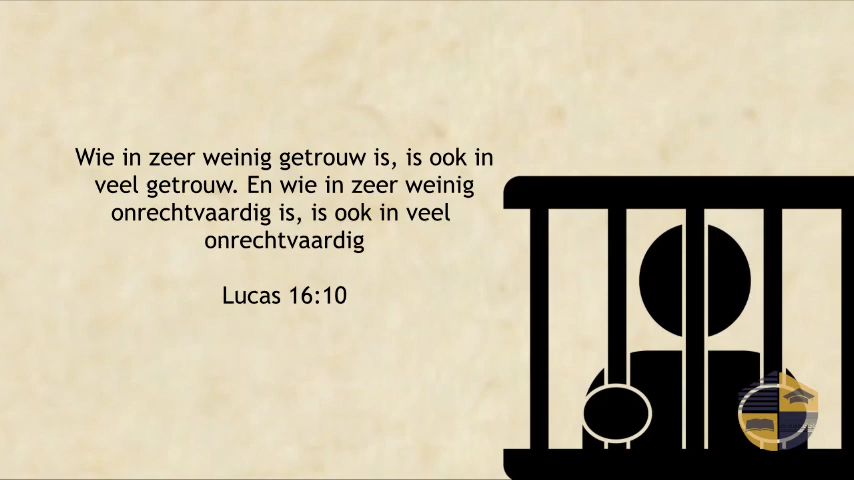 Wie in zeer weinig getrouw is, is ook in
veel getrouw. En wie in zeer weinig
onrechtvaardig is, is ook in veel
onrechtvaardig
Lucas 16:10